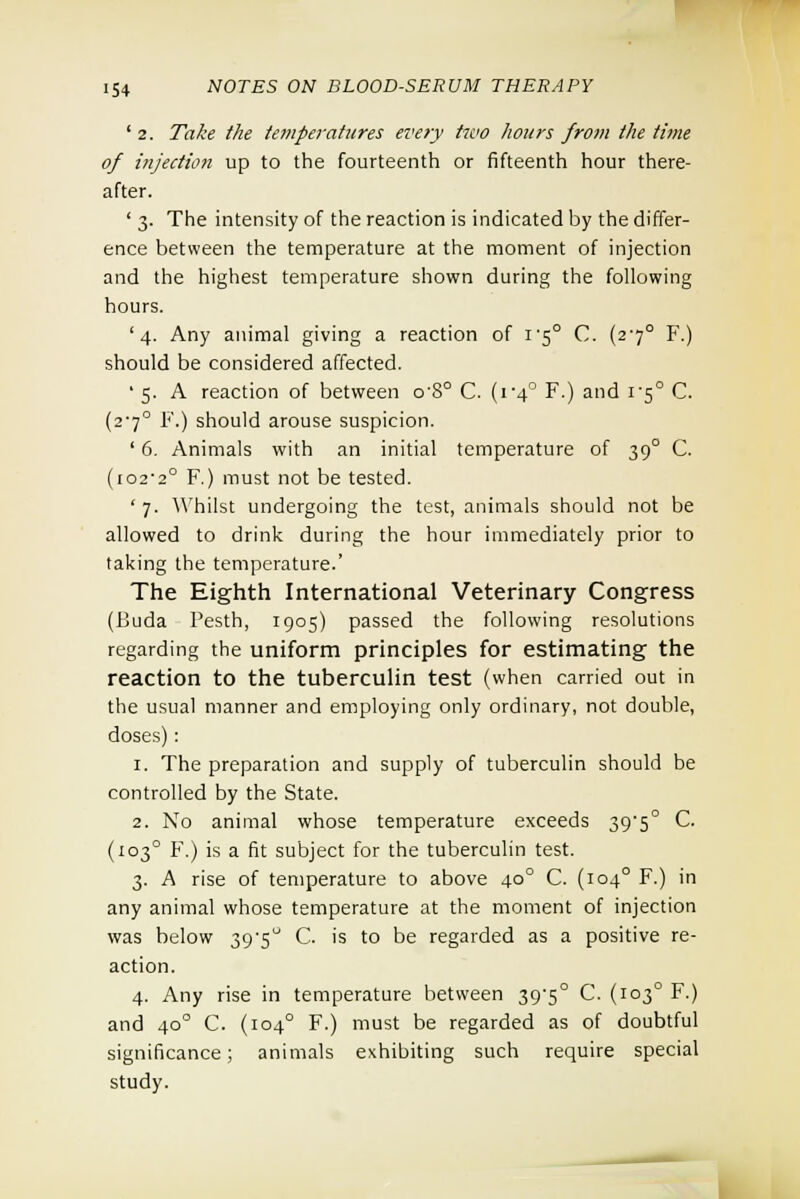 154 NOTES ON BLOOD-SERUM THERAPY
‘ 2. Take the temperatures every two hours from the time
of injection up to the fourteenth or fifteenth hour there-
after.
‘ 3. The intensity of the reaction is indicated by the differ-
ence between the temperature at the moment of injection
and the highest temperature shown during the following
hours.
‘ 4. Any animal giving a reaction of 1·5° C. (2·7° F.)
should be considered affected.
‘ 5. A reaction of between 0·8° C. (1·4° F.) and 1·5° C.
(2·7° F.) should arouse suspicion.
‘ 6. Animals with an initial temperature of 39° C.
(102·2° F.) must not be tested.
‘ 7. Whilst undergoing the test, animals should not be
allowed to drink during the hour immediately prior to
taking the temperature.’
The Eighth International Veterinary Congress
(Buda Pesth, 1905) passed the following resolutions
regarding the uniform principles for estimating the
reaction to the tuberculin test (when carried out in
the usual manner and employing only ordinary, not double,
doses) :
1. The preparation and supply of tuberculin should be
controlled by the State.
2. No animal whose temperature exceeds 39·5° C.
(103° F.) is a fit subject for the tuberculin test.
3. A rise of temperature to above 40° C. (104° F.) in
any animal whose temperature at the moment of injection
was below 39·5° C. is to be regarded as a positive re-
action.
4. Any rise in temperature between 39·5° C. (103° F.)
and 40° C. (104° F.) must be regarded as of doubtful
significance ; animals exhibiting such require special
study.